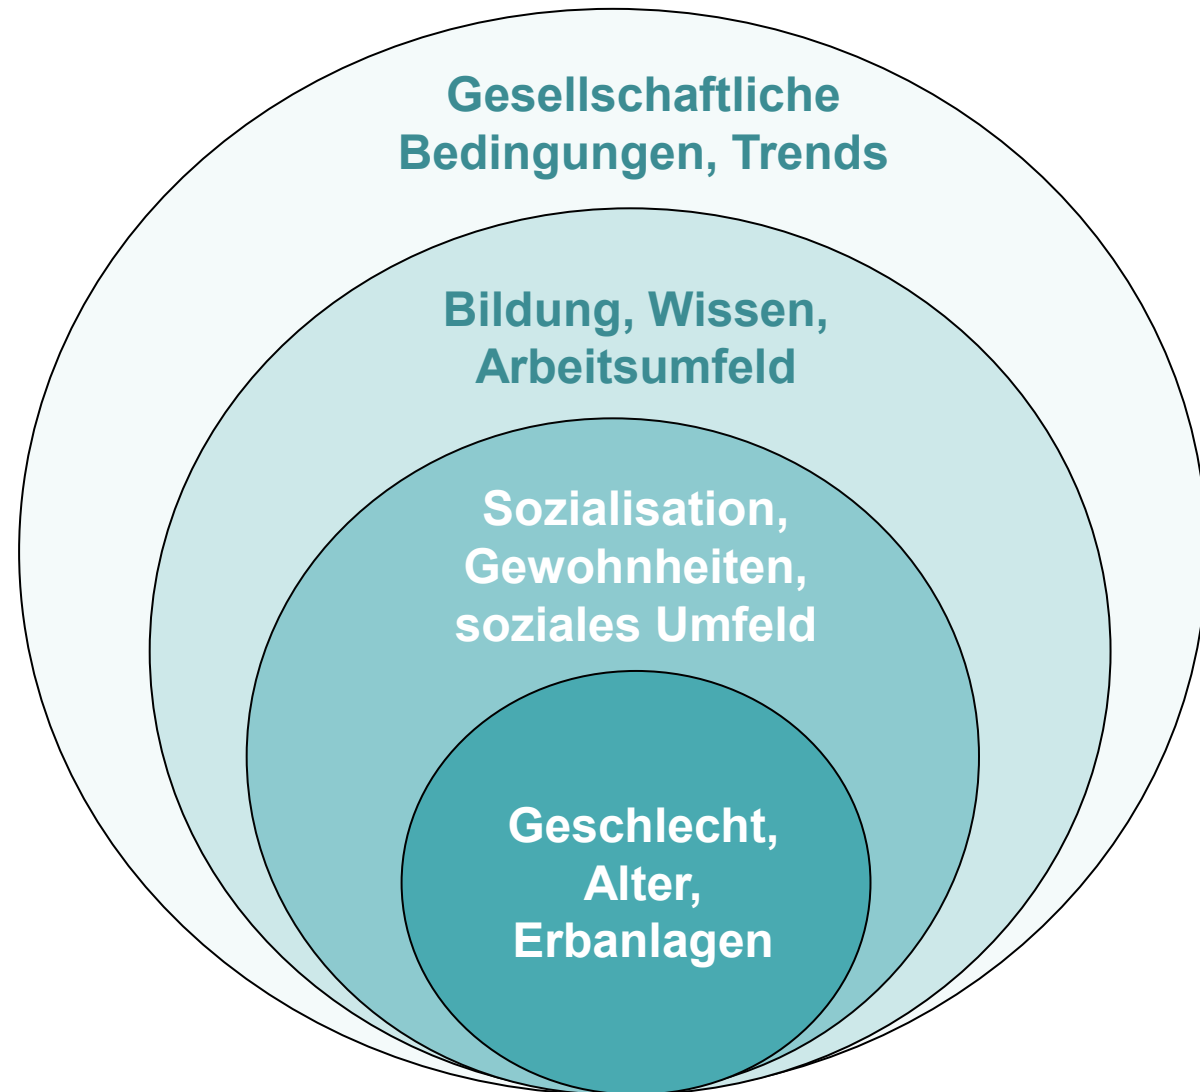 Gesellschaftliche
Bedingungen, Trends
Bildung, Wissen,
Arbeitsumfeld
Sozialisation,
Gewohnheiten,
soziales Umfeld
Geschlecht,
Alter,
Erbanlagen